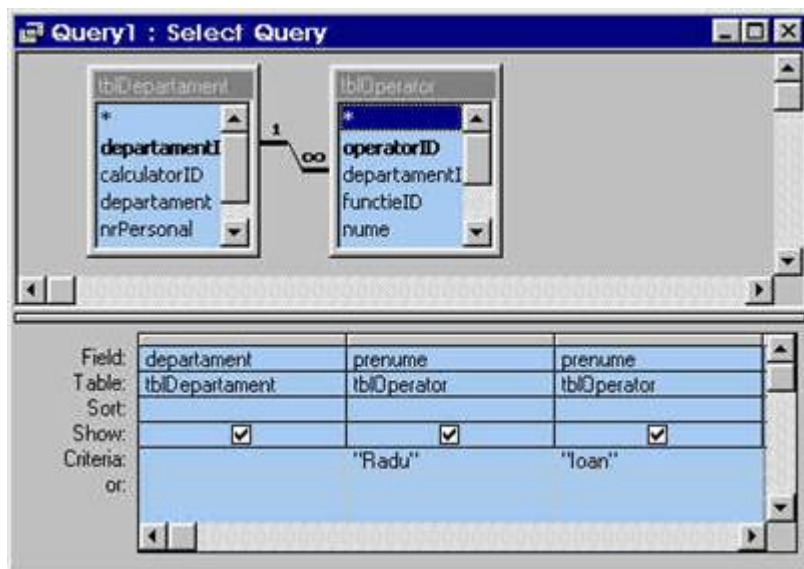 Query1 : Select Query
tblDepartament
tblOperator
*
departamentI
calculatorID
departament
nrPersonal
1
∞
*
operatorID
departamentI
functieID
nume
Field: departament prenume prenume
Table: tblDepartament tblOperator tblOperator
Sort:
Show:
Criteria: "Radu" "Ioan"
or: